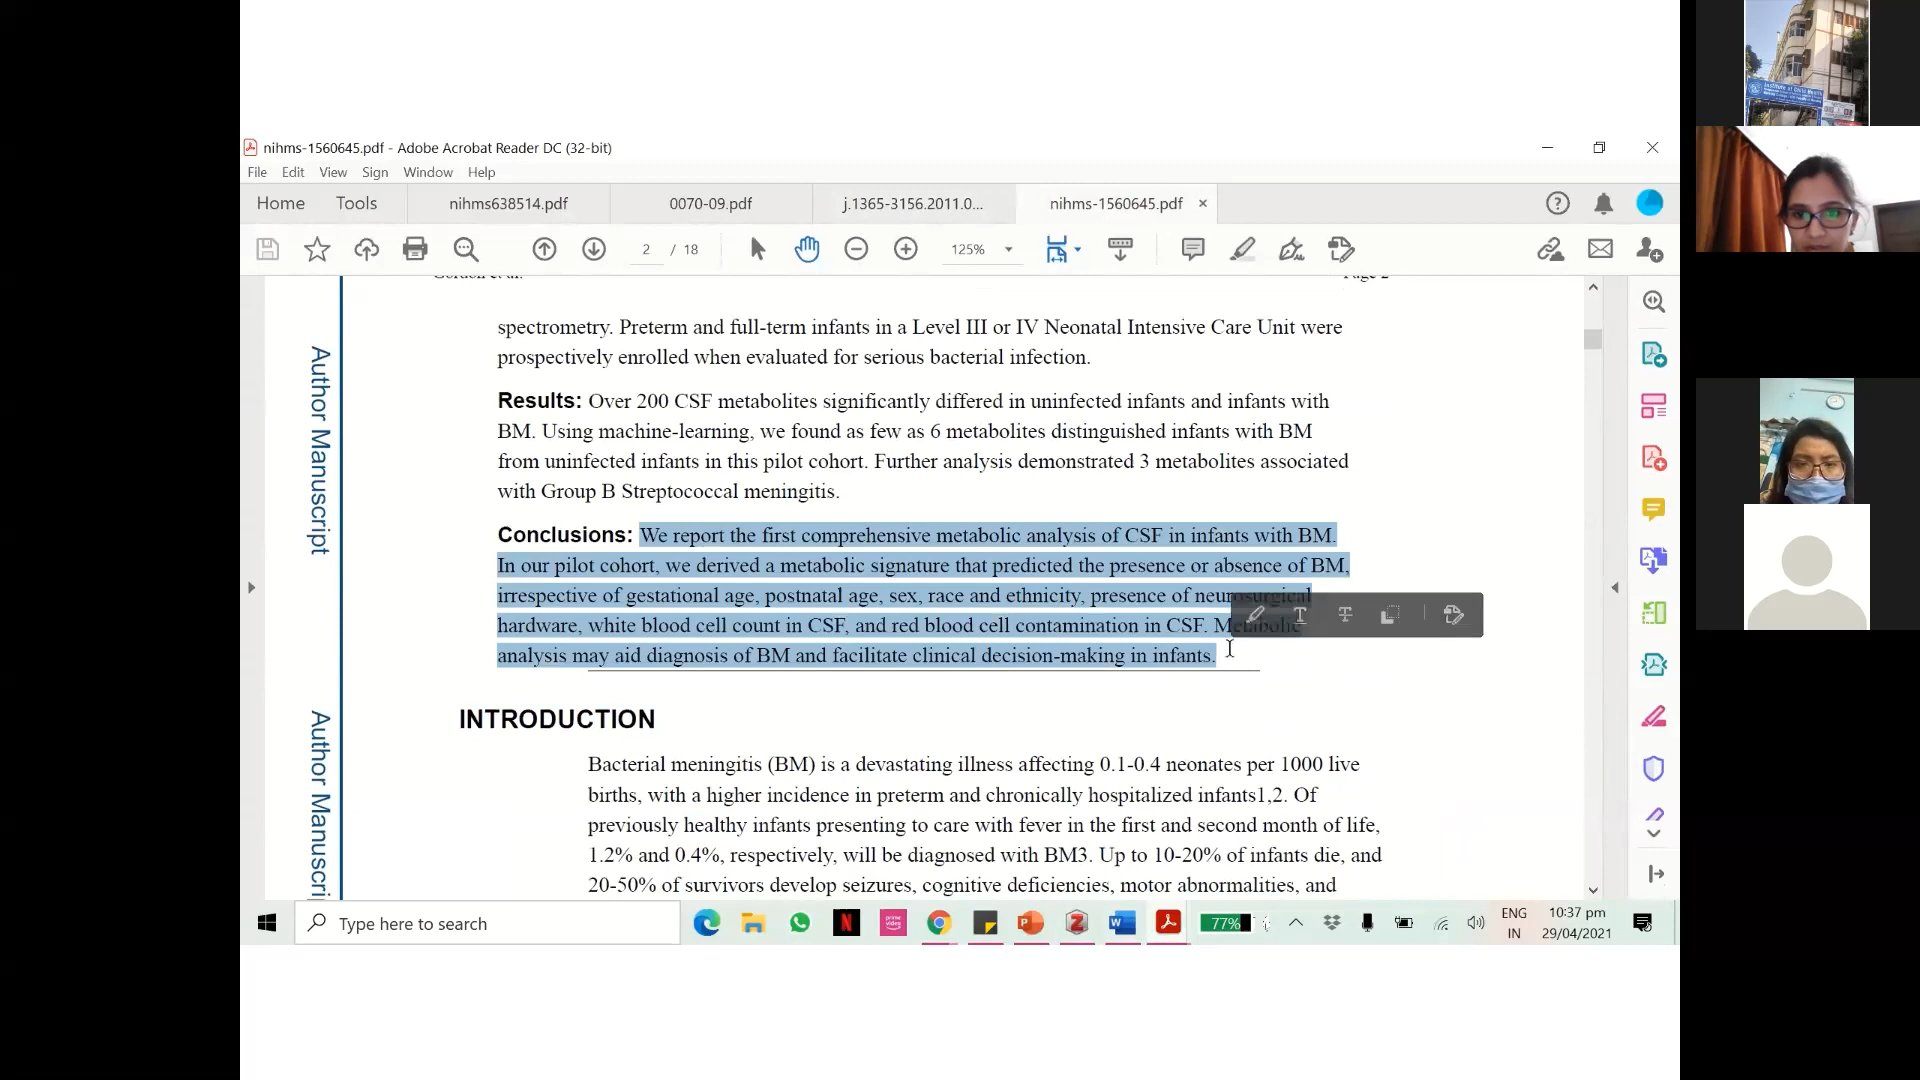 nihms-1560645.pdf - Adobe Acrobat Reader DC (32-bit)
File Edit View Sign Window Help
Home Tools nihms638514.pdf 0070-09.pdf j.1365-3156.2011.0... nihms-1560645.pdf
2 / 18 125%
Gordon et al. Page 2
spectrometry. Preterm and full-term infants in a Level III or IV Neonatal Intensive Care Unit were
prospectively enrolled when evaluated for serious bacterial infection.
Results: Over 200 CSF metabolites significantly differed in uninfected infants and infants with
BM. Using machine-learning, we found as few as 6 metabolites distinguished infants with BM
from uninfected infants in this pilot cohort. Further analysis demonstrated 3 metabolites associated
with Group B Streptococcal meningitis.
Conclusions: We report the first comprehensive metabolic analysis of CSF in infants with BM.
In our pilot cohort, we derived a metabolic signature that predicted the presence or absence of BM,
irrespective of gestational age, postnatal age, sex, race and ethnicity, presence of neurosurgical
hardware, white blood cell count in CSF, and red blood cell contamination in CSF. Metabolic
analysis may aid diagnosis of BM and facilitate clinical decision-making in infants.
INTRODUCTION
Bacterial meningitis (BM) is a devastating illness affecting 0.1-0.4 neonates per 1000 live
births, with a higher incidence in preterm and chronically hospitalized infants1,2. Of
previously healthy infants presenting to care with fever in the first and second month of life,
1.2% and 0.4%, respectively, will be diagnosed with BM3. Up to 10-20% of infants die, and
20-50% of survivors develop seizures, cognitive deficiencies, motor abnormalities, and
Author Manuscript
Author Manuscri
Type here to search
77%
ENG
IN
10:37 pm
29/04/2021
Institute of Child Health